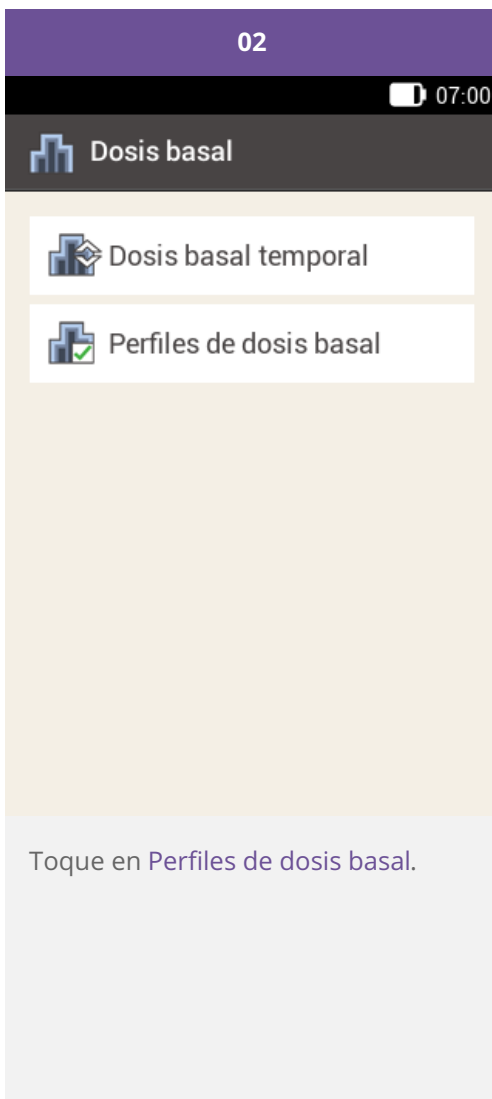 02
07:00
Dosis basal
Dosis basal temporal
Perfiles de dosis basal
Toque en Perfiles de dosis basal.